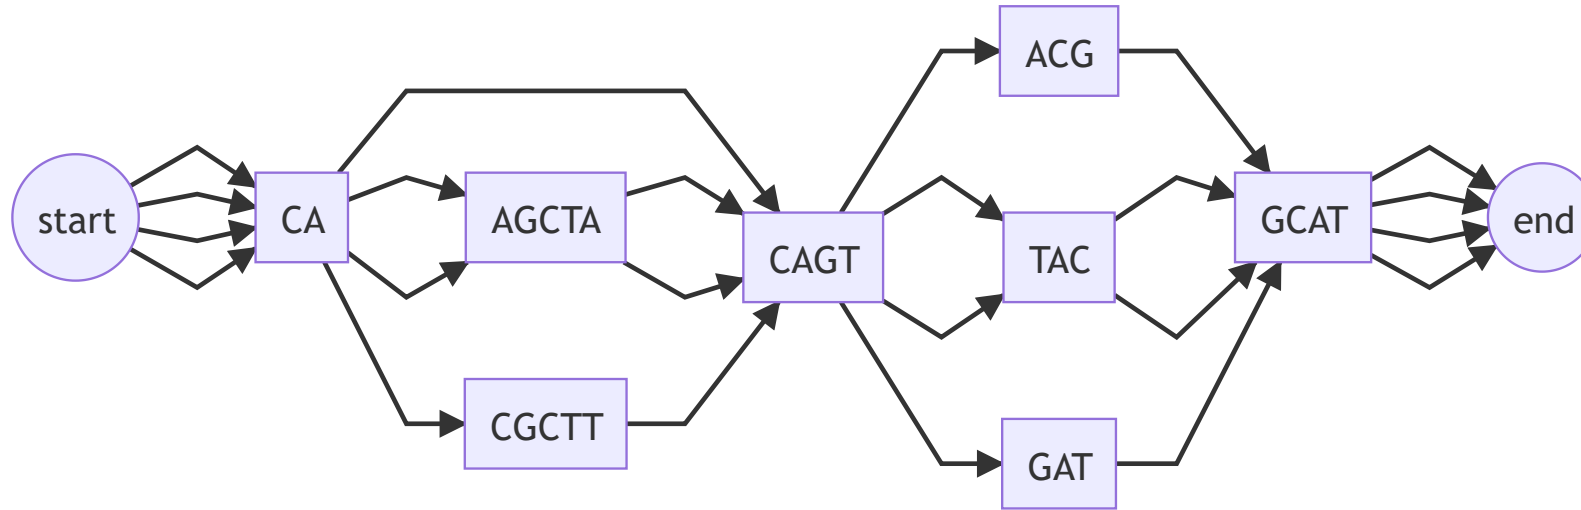 start
CA
AGCTA
CGCTT
CAGT
ACG
TAC
GAT
GCAT
end